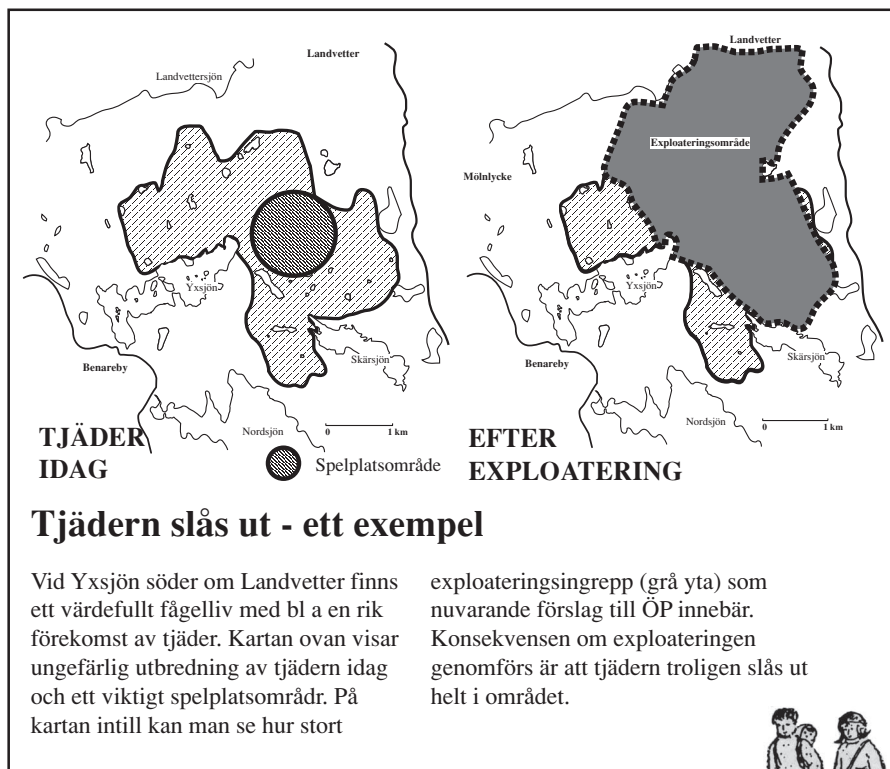 Landvetter
Landvettersjön
Yxsjön
Benareby
Skärsjön
Nordsjön
0 1 km
TJÄDER
IDAG
Spelplatsområde
Landvetter
Exploateringsområde
Mölnlycke
Yxsjön
Benareby
Skärsjön
Nordsjön
0 1 km
EFTER
EXPLOATERING
Tjädern slås ut - ett exempel
Vid Yxsjön söder om Landvetter finns
ett värdefullt fågelliv med bl a en rik
förekomst av tjäder. Kartan ovan visar
ungefärlig utbredning av tjädern idag
och ett viktigt spelplatsområdr. På
kartan intill kan man se hur stort
exploateringsingrepp (grå yta) som
nuvarande förslag till ÖP innebär.
Konsekvensen om exploateringen
genomförs är att tjädern troligen slås ut
helt i området.